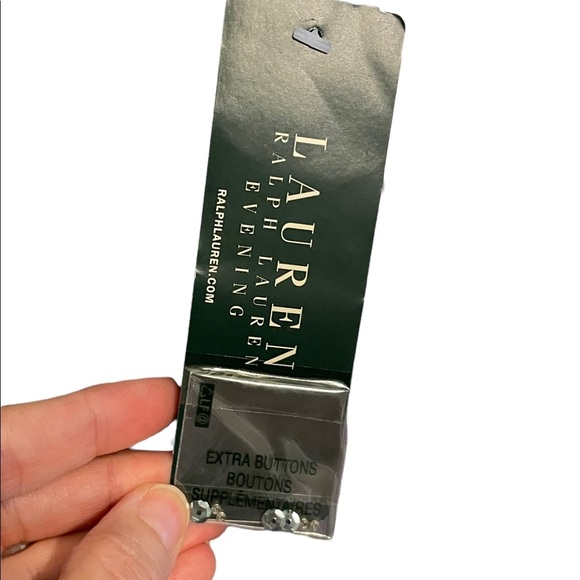 LAUREN
RALPH LAUREN
EVENING
RALPHLAUREN.COM
EXTRA BUTTONS
BOUTONS
SUPPLEMENTAIRES